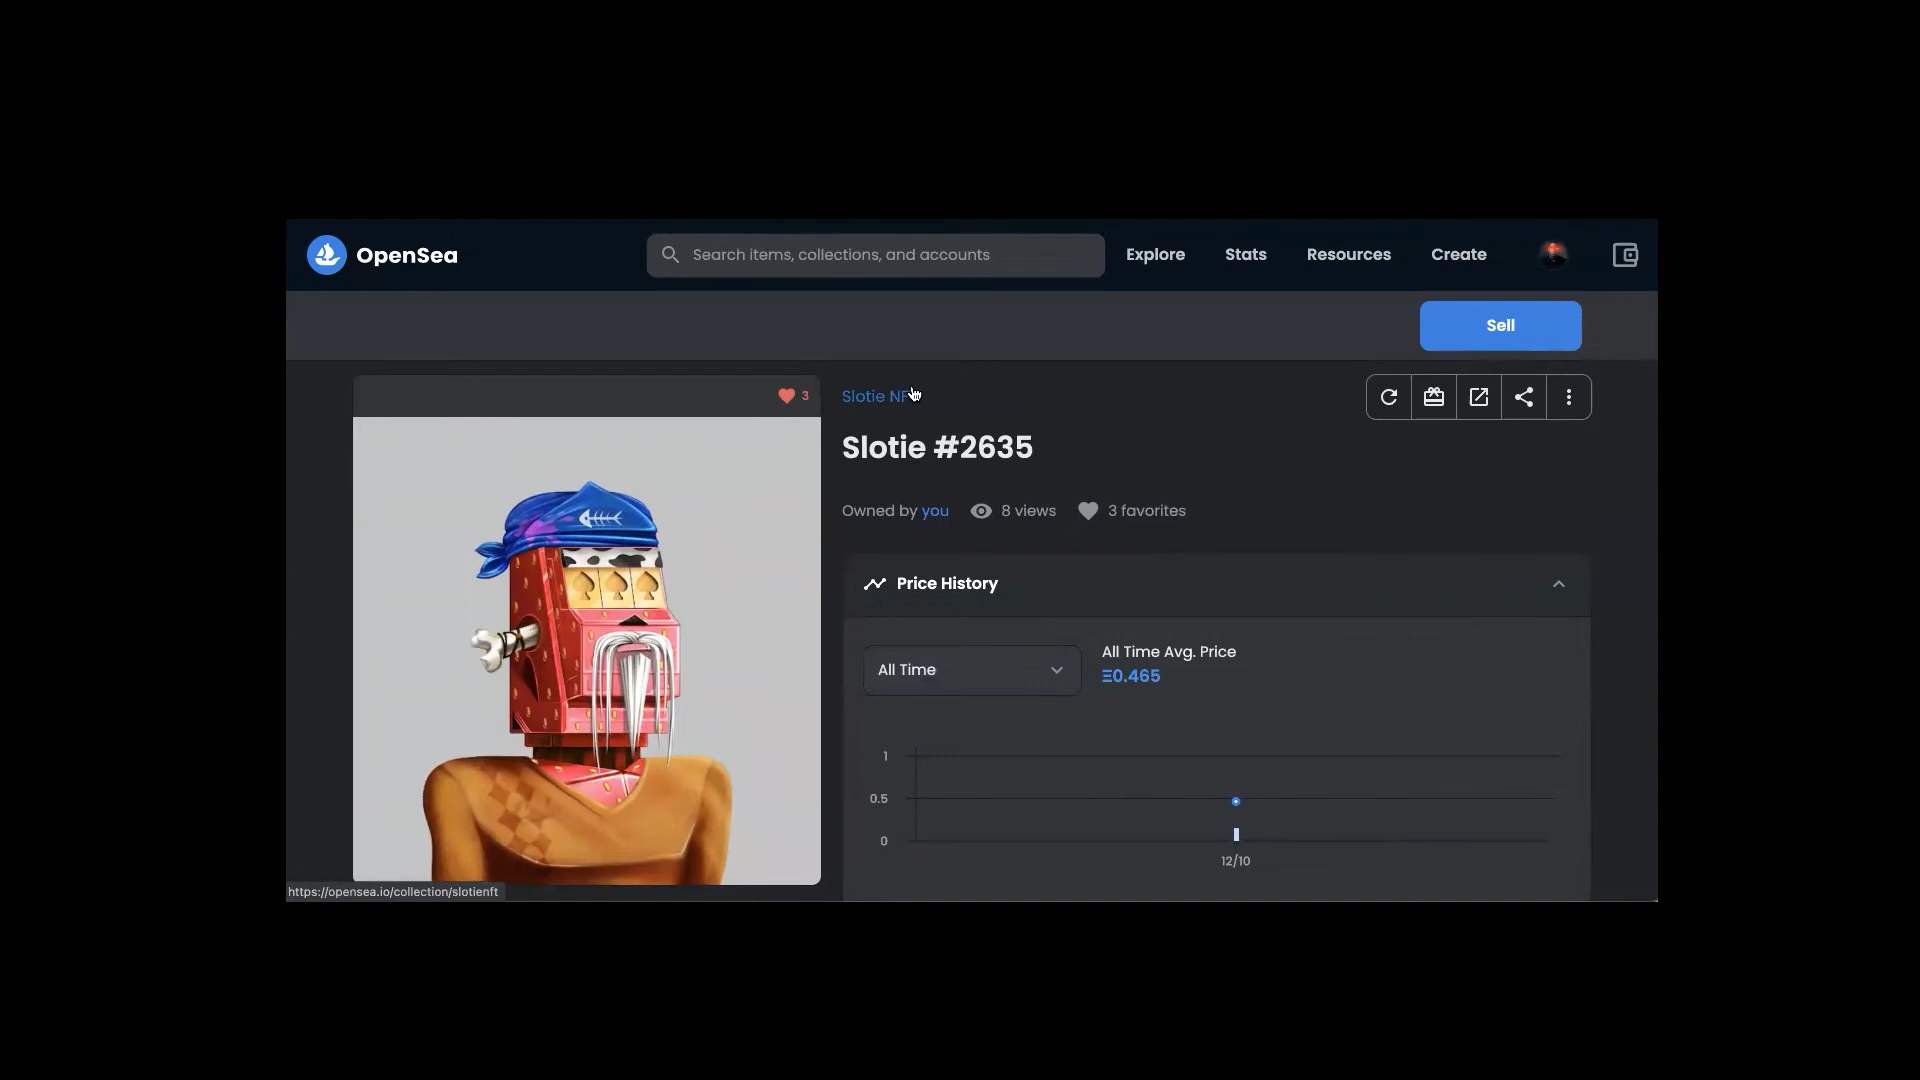 OpenSea
Search items, collections, and accounts
Explore
Stats
Resources
Create
Sell
3
Slotie NF
Slotie #2635
Owned by you
8 views
3 favorites
Price History
All Time
All Time Avg. Price
Ξ0.465
1
0.5
0
12/10
https://opensea.io/collection/slotienft